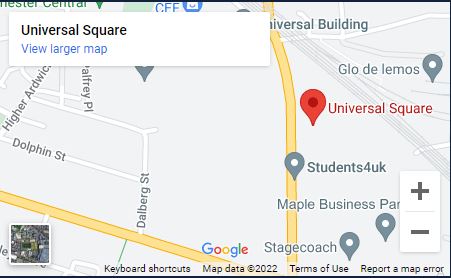 chester Central
CEF
Universal Building
Universal Square
View larger map
Palfrey Pl
Higher Ardwick
Glo de lemos
Universal Square
Dolphin St
Students4uk
Dalberg St
Maple Business Par
Google
Stagecoach
Keyboard shortcuts
Map data ©2022
Terms of Use
Report a map error